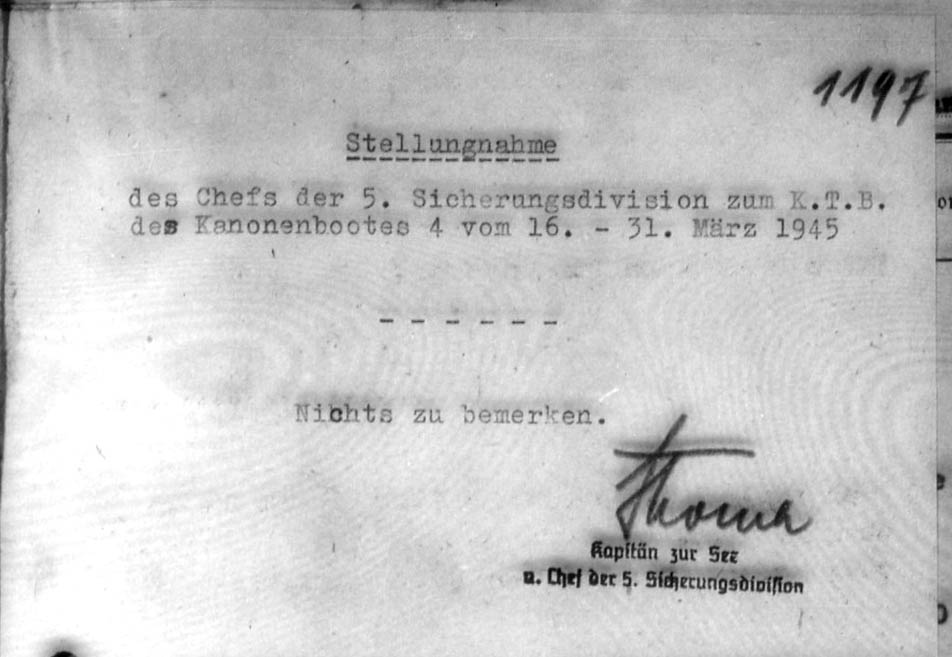 1197
Stellungnahme
des Chefs der 5. Sicherungsdivision zum K.T.B.
des Kanonenbootes 4 vom 16. - 31. März 1945
- - - - - -
Nichts zu bemerken.
Thoma
Kapitän zur See
u. Chef der 5. Sicherungsdivision